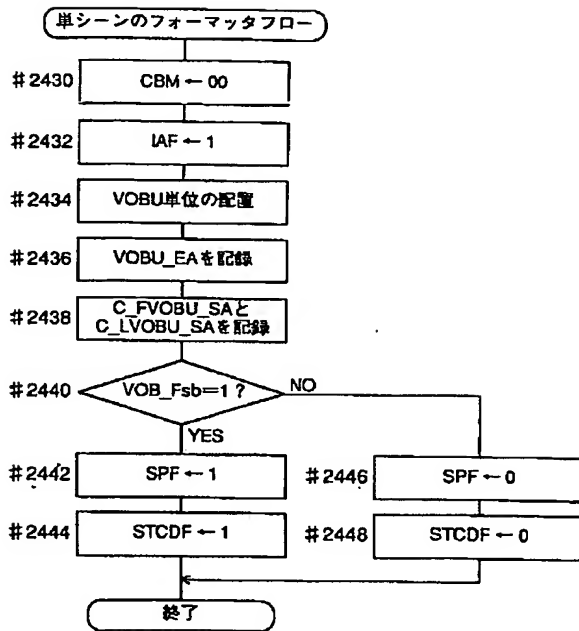 単シーンのフォーマッタフロー
#2430 CBM ← 00
#2432 IAF ← 1
#2434 VOBU単位の配置
#2436 VOBU_EAを記録
#2438 C_FVOBU_SAと
C_LVOBU_SAを記録
#2440 VOB_Fsb=1? NO
YES
#2442 SPF ← 1 #2446 SPF ← 0
#2444 STCDF ← 1 #2448 STCDF ← 0
終了